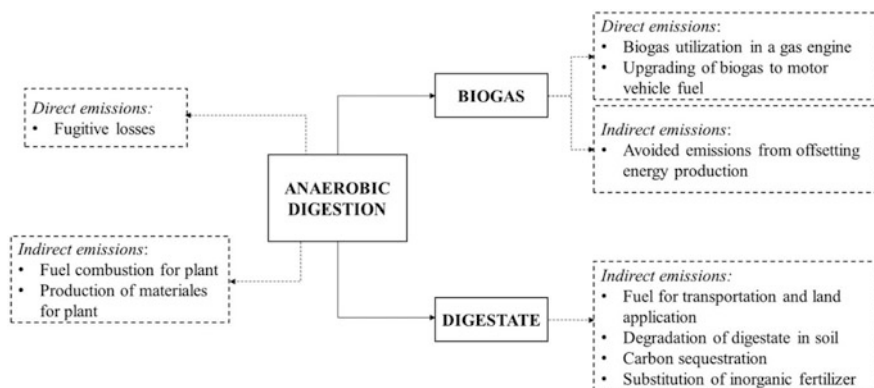 Direct emissions:
• Fugitive losses
Indirect emissions:
• Fuel combustion for plant
• Production of materiales
for plant
ANAEROBIC
DIGESTION
BIOGAS
DIGESTATE
Direct emissions:
• Biogas utilization in a gas engine
• Upgrading of biogas to motor
vehicle fuel
Indirect emissions:
• Avoided emissions from offsetting
energy production
Indirect emissions:
• Fuel for transportation and land
application
• Degradation of digestate in soil
• Carbon sequestration
• Substitution of inorganic fertilizer